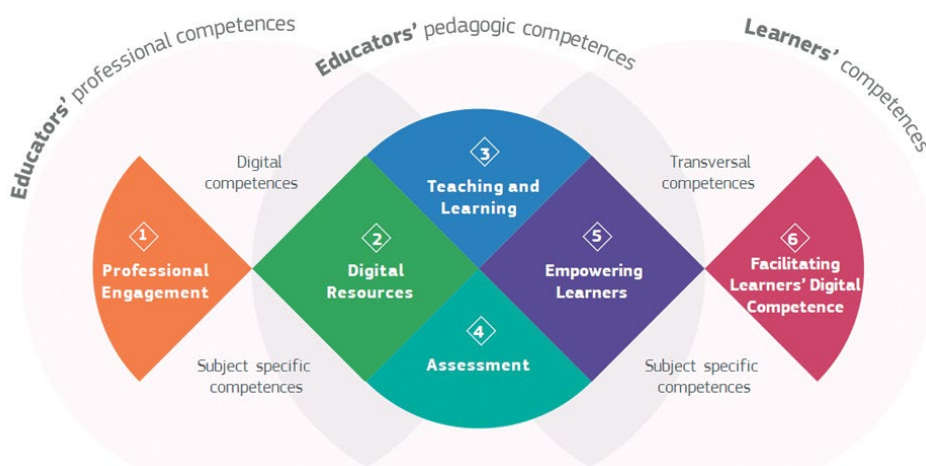 Educators' professional competences
Educators' pedagogic competences
Learners' competences
Digital
competences
Transversal
competences
Subject specific
competences
Subject specific
competences
1
Professional
Engagement
2
Digital
Resources
3
Teaching and
Learning
4
Assessment
5
Empowering
Learners
6
Facilitating
Learners' Digital
Competence